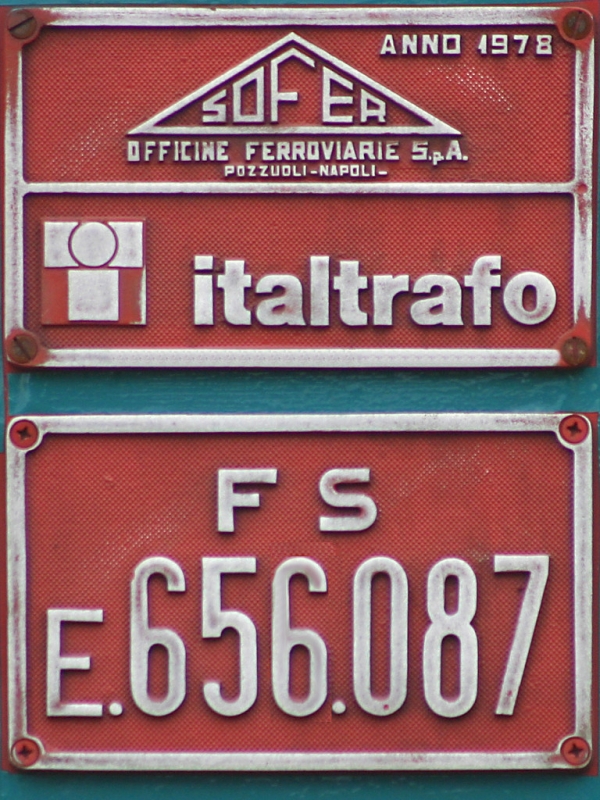 ANNO 1978
SOFER
OFFICINE FERROVIARIE S.p.A.
POZZUOLI-NAPOLI-
italtrafo
FS
E.656.087